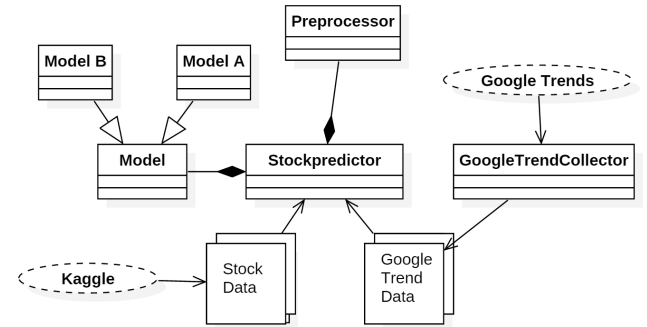 Preprocessor
Model B
Model A
Google Trends
Model
Stockpredictor
GoogleTrendCollector
Kaggle
Stock
Data
Google
Trend
Data